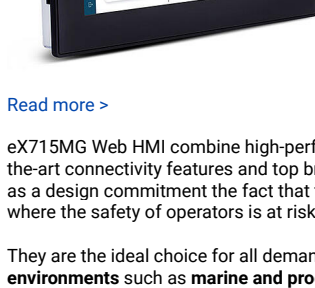 Read more >
eX715MG Web HMI combine high-perf
the-art connectivity features and top b
as a design commitment the fact that
where the safety of operators is at risk
They are the ideal choice for all deman
environments such as marine and pro